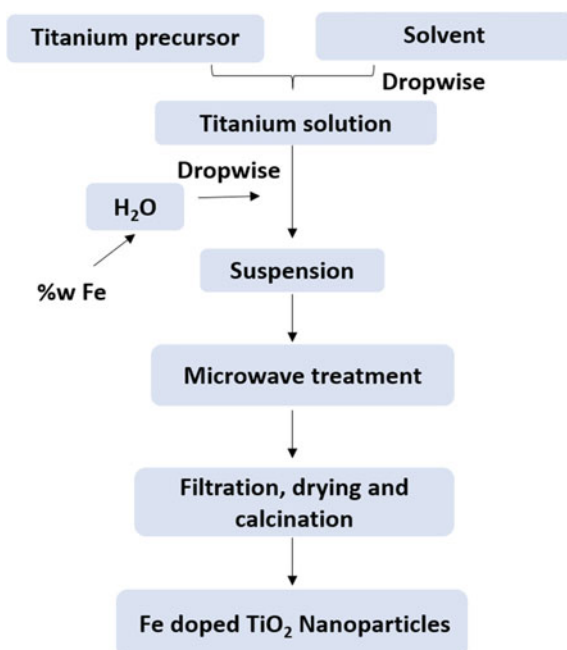 Titanium precursor
Solvent
Dropwise
Titanium solution
Dropwise
H₂O
%w Fe
Suspension
Microwave treatment
Filtration, drying and
calcination
Fe doped TiO₂ Nanoparticles